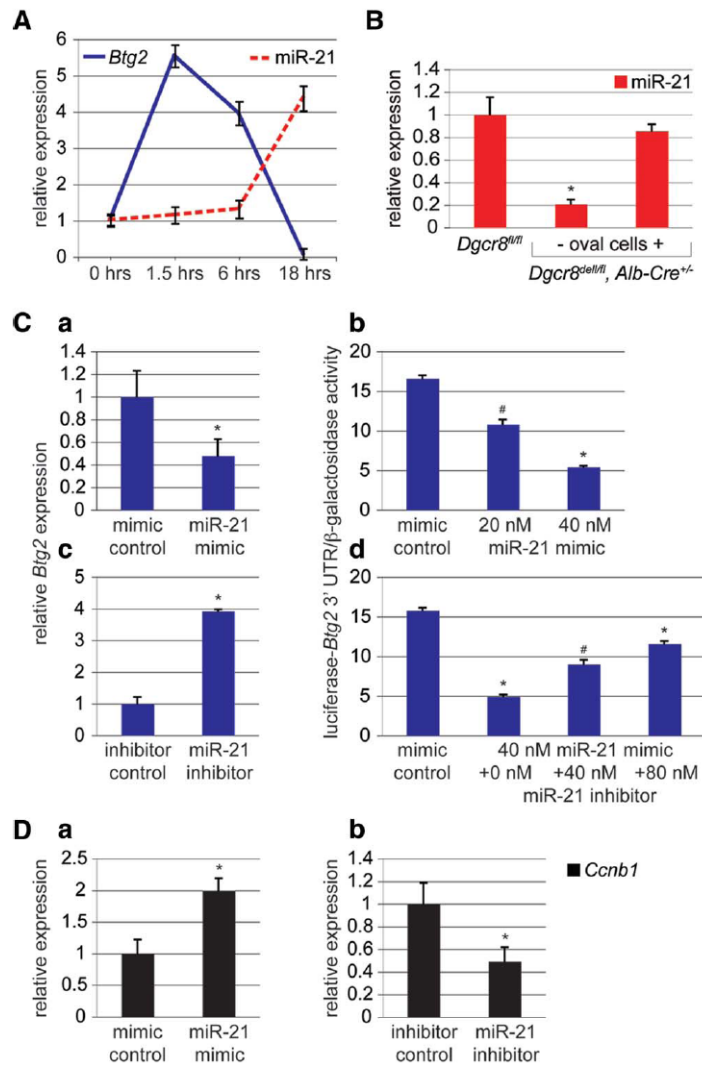 A
Btg2
miR-21
relative expression
6
5
4
3
2
1
0
0 hrs 1.5 hrs 6 hrs 18 hrs
B
miR-21
relative expression
1.4
1.2
1
0.8
0.6
0.4
0.2
0
*
Dgcr8fl/fl
- oval cells +
Dgcr8defl/fl, Alb-Cre+/-
C
a
relative Btg2 expression
1.4
1.2
1
0.8
0.6
0.4
0.2
0
*
mimic control
miR-21 mimic
b
luciferase-Btg2 3' UTR/β-galactosidase activity
20
15
10
5
0
#
*
mimic control
20 nM 40 nM
miR-21 mimic
c
5
4
3
2
1
0
*
inhibitor control
miR-21 inhibitor
d
20
15
10
5
0
*
#
*
mimic control
40 nM miR-21 mimic
+0 nM +40 nM +80 nM
miR-21 inhibitor
D
a
relative expression
2.5
2
1.5
1
0.5
0
*
mimic control
miR-21 mimic
b
relative expression
1.4
1.2
1
0.8
0.6
0.4
0.2
0
*
inhibitor control
miR-21 inhibitor
Ccnb1